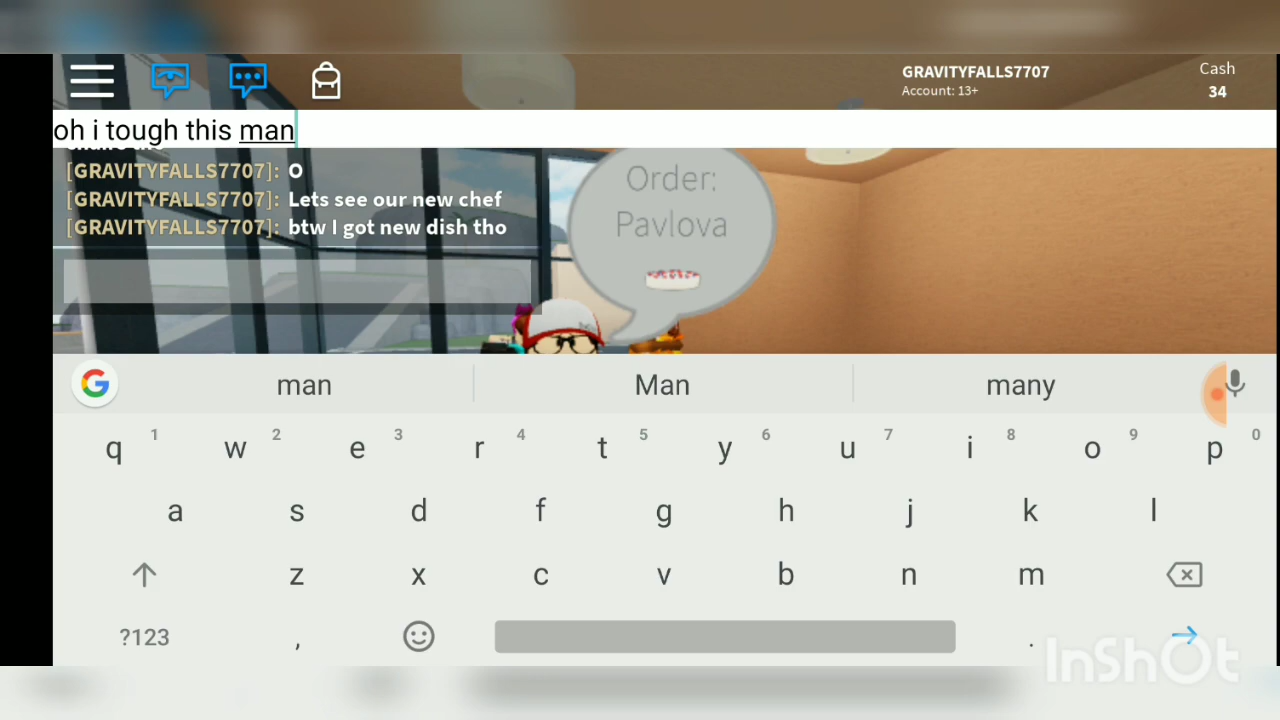 GRAVITYFALLS7707
Account: 13+
Cash
34
oh i tough this man
[GRAVITYFALLS7707]: O
[GRAVITYFALLS7707]: Lets see our new chef
[GRAVITYFALLS7707]: btw I got new dish tho
Order:
Pavlova
G man Man many
q 1 w 2 e 3 r 4 t 5 y 6 u 7 i 8 o 9 p 0
a s d f g h j k l
z x c v b n m
?123 , .
InShOt